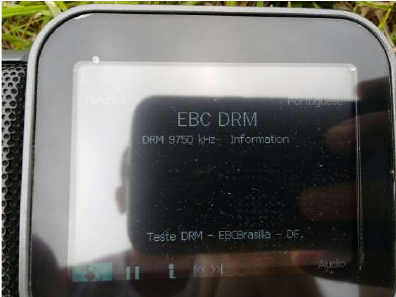 Portuguese
EBC DRM
DRM 9750 kHz Information
Teste DRM - EBCBrasilia - DF.
Audio